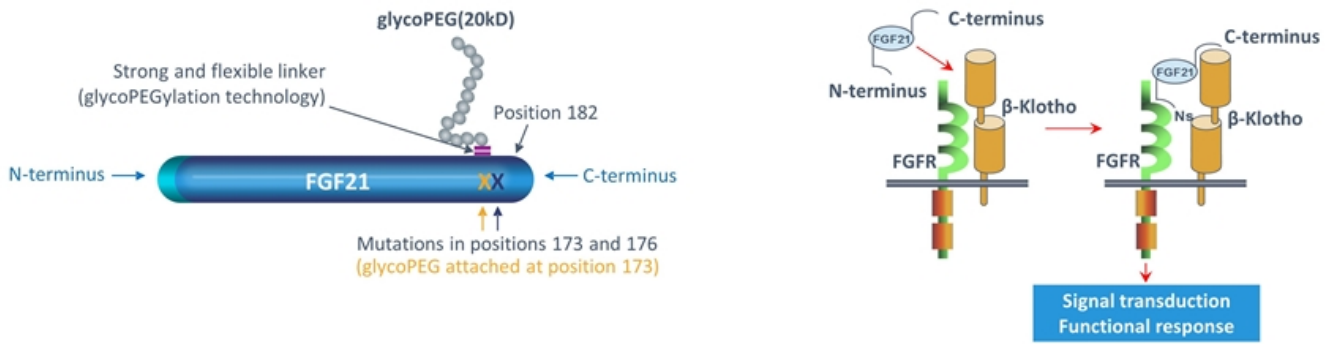 glycoPEG(20kD)
Strong and flexible linker
(glycoPEGylation technology)
Position 182
N-terminus
FGF21
XX
C-terminus
Mutations in positions 173 and 176
(glycoPEG attached at position 173)
C-terminus
FGF21
N-terminus
β-Klotho
FGFR
C-terminus
FGF21
Ns
β-Klotho
FGFR
Signal transduction
Functional response